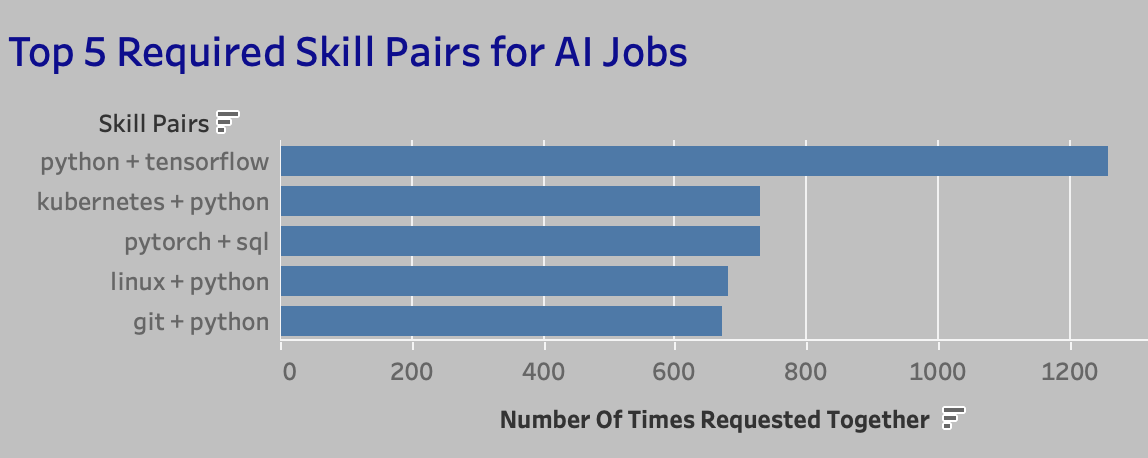 Top 5 Required Skill Pairs for AI Jobs
Skill Pairs
python + tensorflow
kubernetes + python
pytorch + sql
linux + python
git + python
0 200 400 600 800 1000 1200
Number Of Times Requested Together